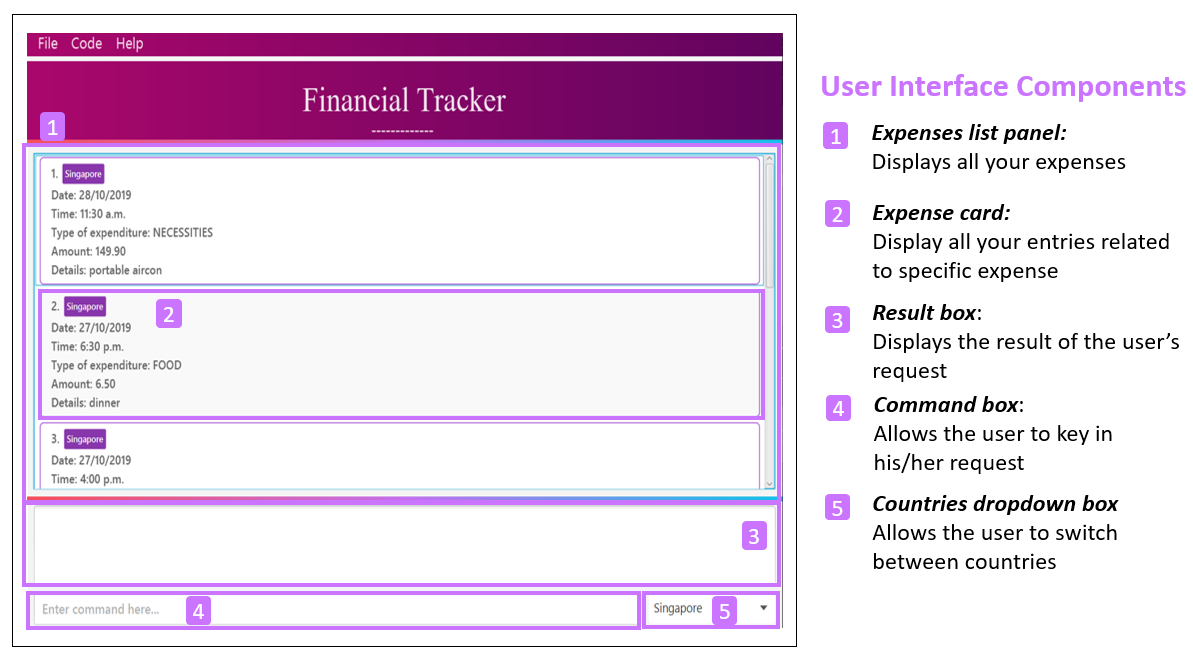 File Code Help
Financial Tracker
-------------
1
1. Singapore
Date: 28/10/2019
Time: 11:30 a.m.
Type of expenditure: NECESSITIES
Amount: 149.90
Details: portable aircon
2. Singapore
2
Date: 27/10/2019
Time: 6:30 p.m.
Type of expenditure: FOOD
Amount: 6.50
Details: dinner
3. Singapore
Date: 27/10/2019
Time: 4:00 p.m.
3
Enter command here...
4
Singapore
5
User Interface Components
1 Expenses list panel:
Displays all your expenses
2 Expense card:
Display all your entries related
to specific expense
3 Result box:
Displays the result of the user’s
request
4 Command box:
Allows the user to key in
his/her request
5 Countries dropdown box
Allows the user to switch
between countries